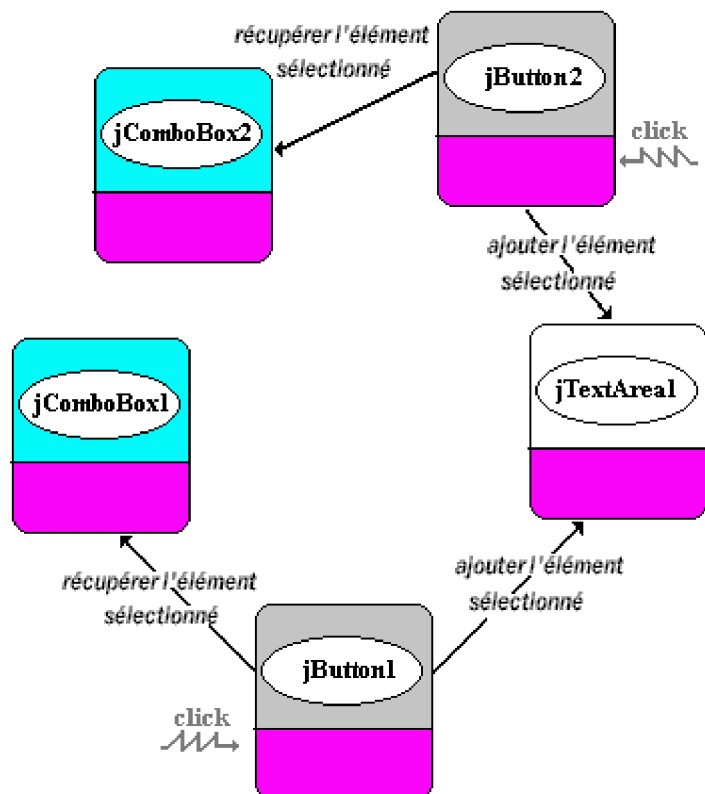 récupérer l'élément
sélectionné
jButton2
jComboBox2
click
ajouter l'élément
sélectionné
jComboBox1
jTextArea1
récupérer l'élément
sélectionné
ajouter l'élément
sélectionné
jButton1
click